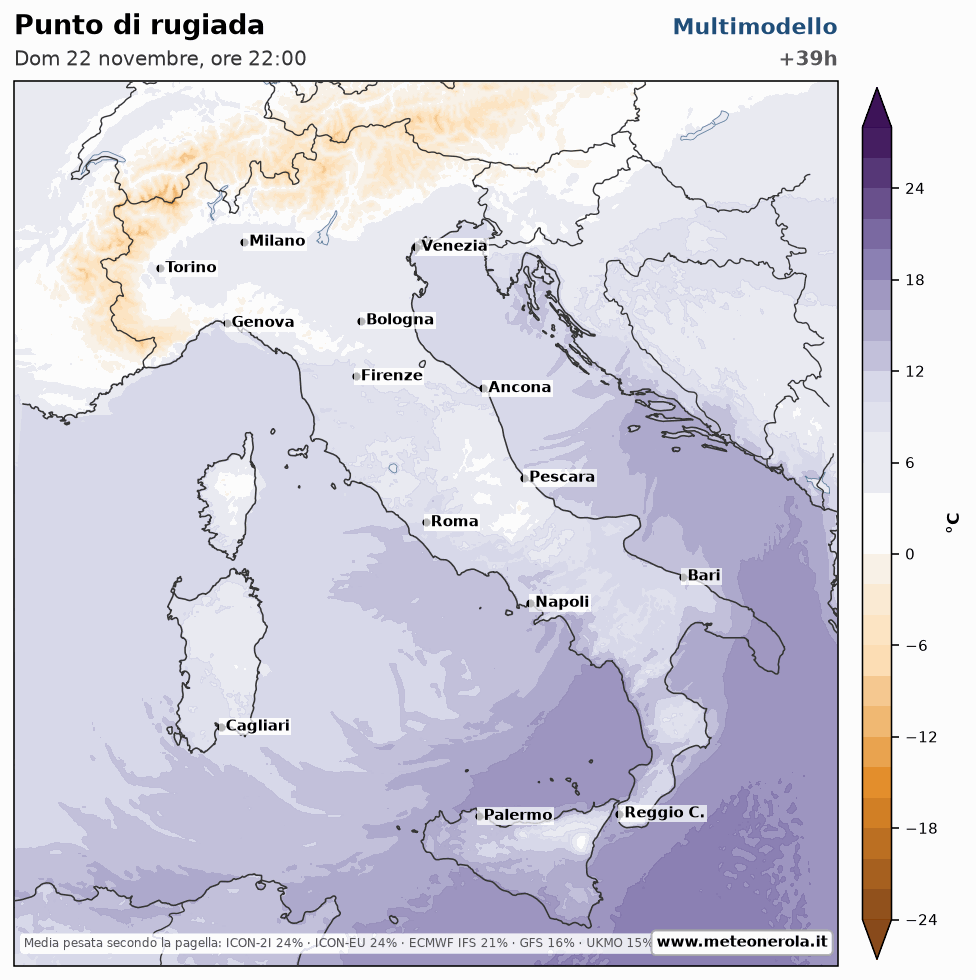 Punto di rugiada
Multimodello
Dom 22 novembre, ore 22:00
+39h
Milano
Venezia
Torino
Genova
Bologna
Firenze
Ancona
Pescara
Roma
Bari
Napoli
Cagliari
Palermo
Reggio C.
24
18
12
6
0
−6
−12
−18
−24
°C
Media pesata secondo la pagella: ICON-2I 24% · ICON-EU 24% · ECMWF IFS 21% · GFS 16% · UKMO 15%
www.meteonerola.it